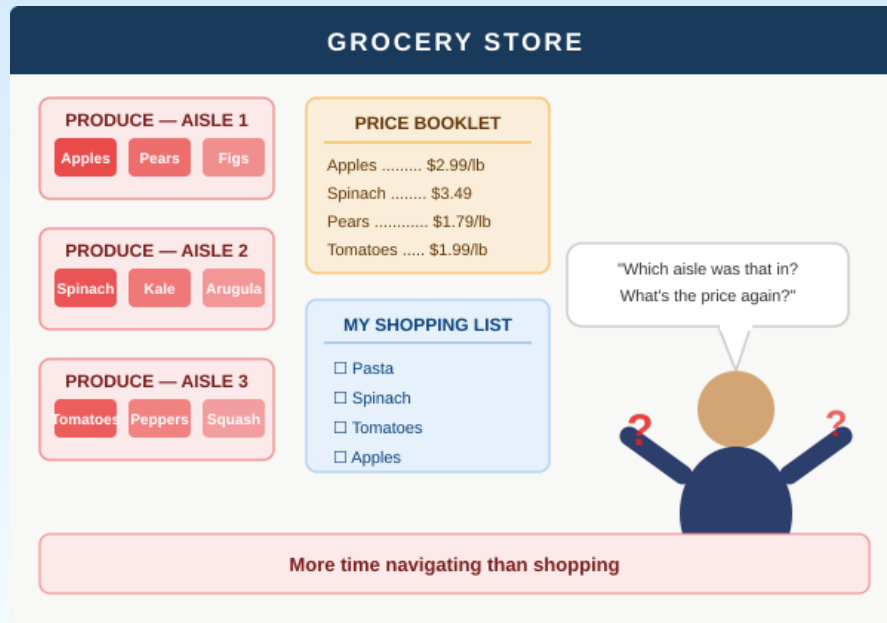 GROCERY STORE
PRODUCE — AISLE 1
Apples Pears Figs
PRODUCE — AISLE 2
Spinach Kale Arugula
PRODUCE — AISLE 3
Tomatoes Peppers Squash
PRICE BOOKLET
Apples ......... $2.99/lb
Spinach ........ $3.49
Pears ............ $1.79/lb
Tomatoes ..... $1.99/lb
MY SHOPPING LIST
☐ Pasta
☐ Spinach
☐ Tomatoes
☐ Apples
"Which aisle was that in?
What's the price again?"
? ?
More time navigating than shopping